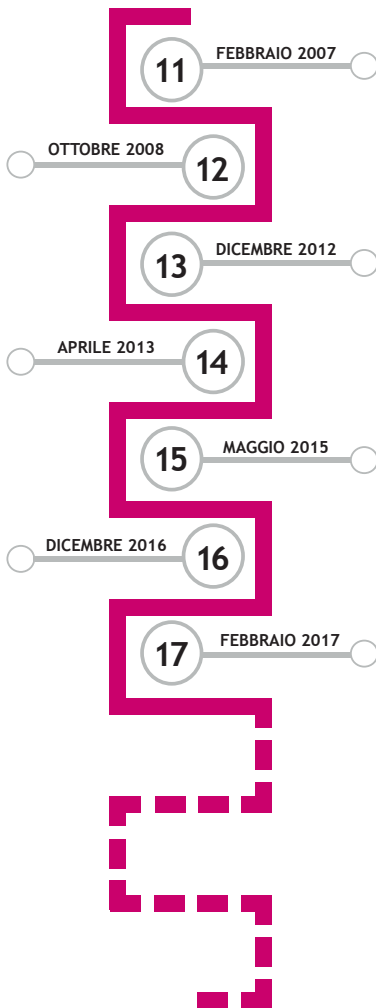 FEBBRAIO 2007
11
OTTOBRE 2008
12
DICEMBRE 2012
13
APRILE 2013
14
MAGGIO 2015
15
DICEMBRE 2016
16
FEBBRAIO 2017
17